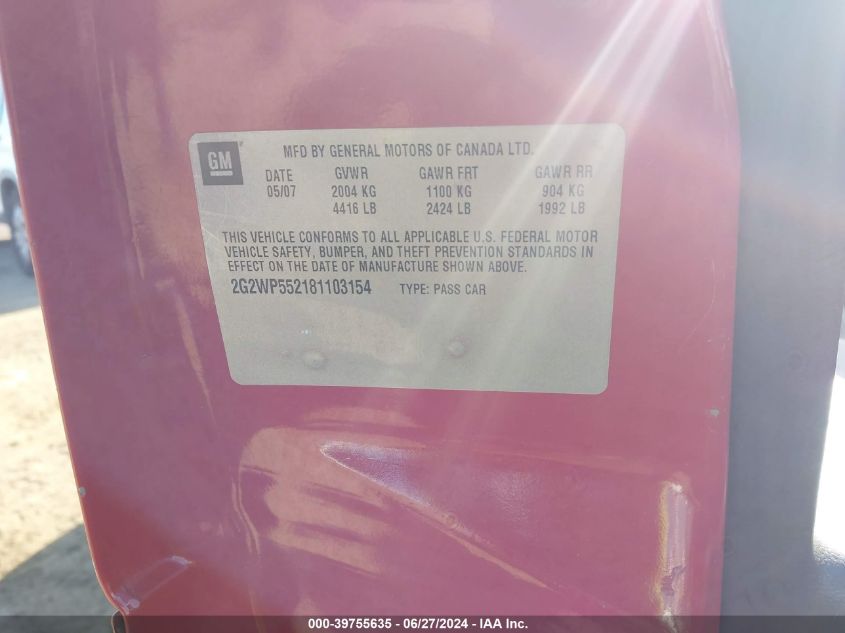 GM
MFD BY GENERAL MOTORS OF CANADA LTD.
DATE GVWR GAWR FRT GAWR RR
05/07 2004 KG 1100 KG 904 KG
4416 LB 2424 LB 1992 LB
THIS VEHICLE CONFORMS TO ALL APPLICABLE U.S. FEDERAL MOTOR
VEHICLE SAFETY, BUMPER, AND THEFT PREVENTION STANDARDS IN
EFFECT ON THE DATE OF MANUFACTURE SHOWN ABOVE.
2G2WP552181103154 TYPE: PASS CAR
000-39755635 - 06/27/2024 - IAA Inc.